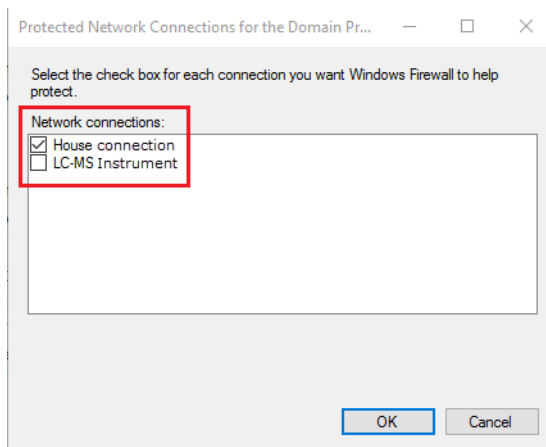 Protected Network Connections for the Domain Pr...
Select the check box for each connection you want Windows Firewall to help
protect.
Network connections:
House connection
LC-MS Instrument
OK
Cancel